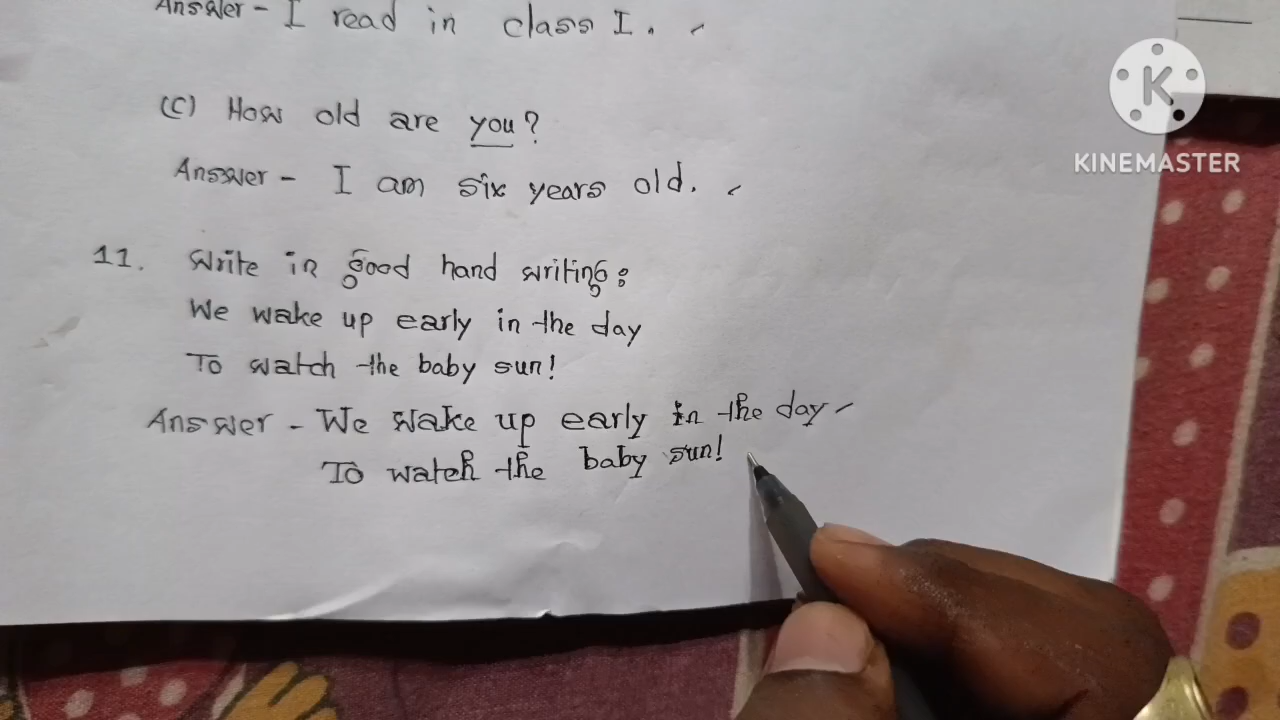 Answer - I read in class I.
(C) How old are you?
Answer - I am six years old.
11. Write in good hand writing:
We wake up early in the day
To watch the baby sun!
Answer - We wake up early in the day
To watch the baby sun!
K
KINEMASTER